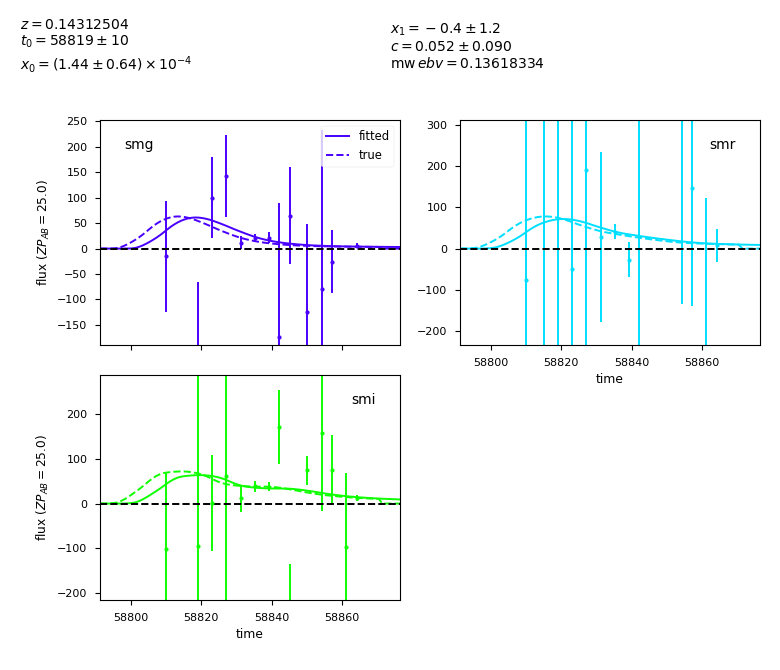 z = 0.14312504
t₀ = 58819 ± 10
x₀ = (1.44 ± 0.64) × 10⁻⁴
x₁ = −0.4 ± 1.2
c = 0.052 ± 0.090
mw ebv = 0.13618334
smg
fitted
true
250
200
150
100
50
0
−50
−100
−150
flux (ZP_AB = 25.0)
smr
300
200
100
0
−100
−200
58800
58820
58840
58860
time
smi
200
100
0
−100
−200
flux (ZP_AB = 25.0)
58800
58820
58840
58860
time